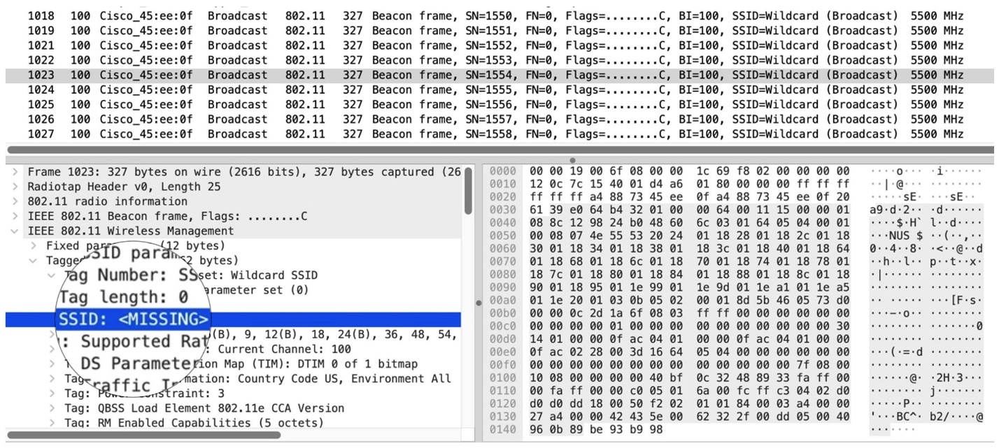 1018 100 Cisco_45:ee:0f Broadcast 802.11 327 Beacon frame, SN=1550, FN=0, Flags=........C, BI=100, SSID=Wildcard (Broadcast) 5500 MHz
1019 100 Cisco_45:ee:0f Broadcast 802.11 327 Beacon frame, SN=1551, FN=0, Flags=........C, BI=100, SSID=Wildcard (Broadcast) 5500 MHz
1021 100 Cisco_45:ee:0f Broadcast 802.11 327 Beacon frame, SN=1552, FN=0, Flags=........C, BI=100, SSID=Wildcard (Broadcast) 5500 MHz
1022 100 Cisco_45:ee:0f Broadcast 802.11 327 Beacon frame, SN=1553, FN=0, Flags=........C, BI=100, SSID=Wildcard (Broadcast) 5500 MHz
1023 100 Cisco_45:ee:0f Broadcast 802.11 327 Beacon frame, SN=1554, FN=0, Flags=........C, BI=100, SSID=Wildcard (Broadcast) 5500 MHz
1024 100 Cisco_45:ee:0f Broadcast 802.11 327 Beacon frame, SN=1555, FN=0, Flags=........C, BI=100, SSID=Wildcard (Broadcast) 5500 MHz
1025 100 Cisco_45:ee:0f Broadcast 802.11 327 Beacon frame, SN=1556, FN=0, Flags=........C, BI=100, SSID=Wildcard (Broadcast) 5500 MHz
1026 100 Cisco_45:ee:0f Broadcast 802.11 327 Beacon frame, SN=1557, FN=0, Flags=........C, BI=100, SSID=Wildcard (Broadcast) 5500 MHz
1027 100 Cisco_45:ee:0f Broadcast 802.11 327 Beacon frame, SN=1558, FN=0, Flags=........C, BI=100, SSID=Wildcard (Broadcast) 5500 MHz
Frame 1023: 327 bytes on wire (2616 bits), 327 bytes captured (26
Radiotap Header v0, Length 25
802.11 radio information
IEEE 802.11 Beacon frame, Flags: ........C
IEEE 802.11 Wireless Management
Fixed (12 bytes)
Tagged bytes)
Tag Number: SS set: Wildcard SSID
Tag length: 0 arameter set (0)
SSID: <MISSING>
: Supported Rat (B), 9, 12(B), 18, 24(B), 36, 48, 54,
DS Paramete : Current Channel: 100
Traffic tion Map (TIM): DTIM 0 of 1 bitmap
Tag mation: Country Code US, Environment All
Tag: Constraint: 3
Tag: QBSS Load Element 802.11e CCA Version
Tag: RM Enabled Capabilities (5 octets)
0000 00 00 19 00 6f 08 00 00 1c 69 f8 02 00 00 00 00 ····o··· ·i······
0010 12 0c 7c 15 40 01 d4 a6 01 80 00 00 00 ff ff ff ··|·@··· ········
0020 ff ff ff a4 88 73 45 ee 0f a4 88 73 45 ee 0f 20 ·····sE· ···sE··
0030 61 39 e0 64 b4 32 01 00 00 64 00 11 15 00 00 01 a9·d·2·· ·d······
0040 08 8c 12 98 24 b0 48 60 6c 03 01 64 05 04 00 01 ····$·H` l··d····
0050 00 08 07 4e 55 53 20 24 01 18 28 01 18 2c 01 18 ···NUS $ ··(··,··
0060 30 01 18 34 01 18 38 01 18 3c 01 18 40 01 18 64 0··4··8· ·<··@··d
0070 01 18 68 01 18 6c 01 18 70 01 18 74 01 18 78 01 ··h··l·· p··t··x·
0080 18 7c 01 18 80 01 18 84 01 18 88 01 18 8c 01 18 ·|······ ········
0090 90 01 18 95 01 1e 99 01 1e 9d 01 1e a1 01 1e a5 ········ ········
00a0 01 1e 20 01 03 0b 05 02 00 01 8d 5b 46 05 73 d0 ·· ····· ···[F·s·
00b0 00 00 0c 2d 1a 6f 08 03 ff ff 00 00 00 00 00 00 ···-·o·· ········
00c0 00 00 00 00 01 00 00 00 00 00 00 00 00 00 00 30 ········ ·······0
00d0 14 01 00 00 0f ac 04 01 00 00 0f ac 04 01 00 00 ········ ········
00e0 0f ac 02 28 00 3d 16 64 05 04 00 00 00 00 00 00 ···(·=·d ········
00f0 00 00 00 00 00 00 00 00 00 00 00 00 00 7f 08 00 ········ ········
0100 10 08 00 00 00 00 40 bf 0c 32 48 89 33 fa ff 00 ······@· ·2H·3···
0110 00 fa ff 00 00 c0 05 01 6a 00 fc ff c3 04 02 d0 ········ j·······
0120 d0 d0 dd 18 00 50 f2 02 01 01 84 00 03 a4 00 00 ·····P·· ········
0130 27 a4 00 00 42 43 5e 00 62 32 2f 00 dd 05 00 40 '···BC^· b2/····@
0140 96 0b 89 be 93 b9 98 ·······